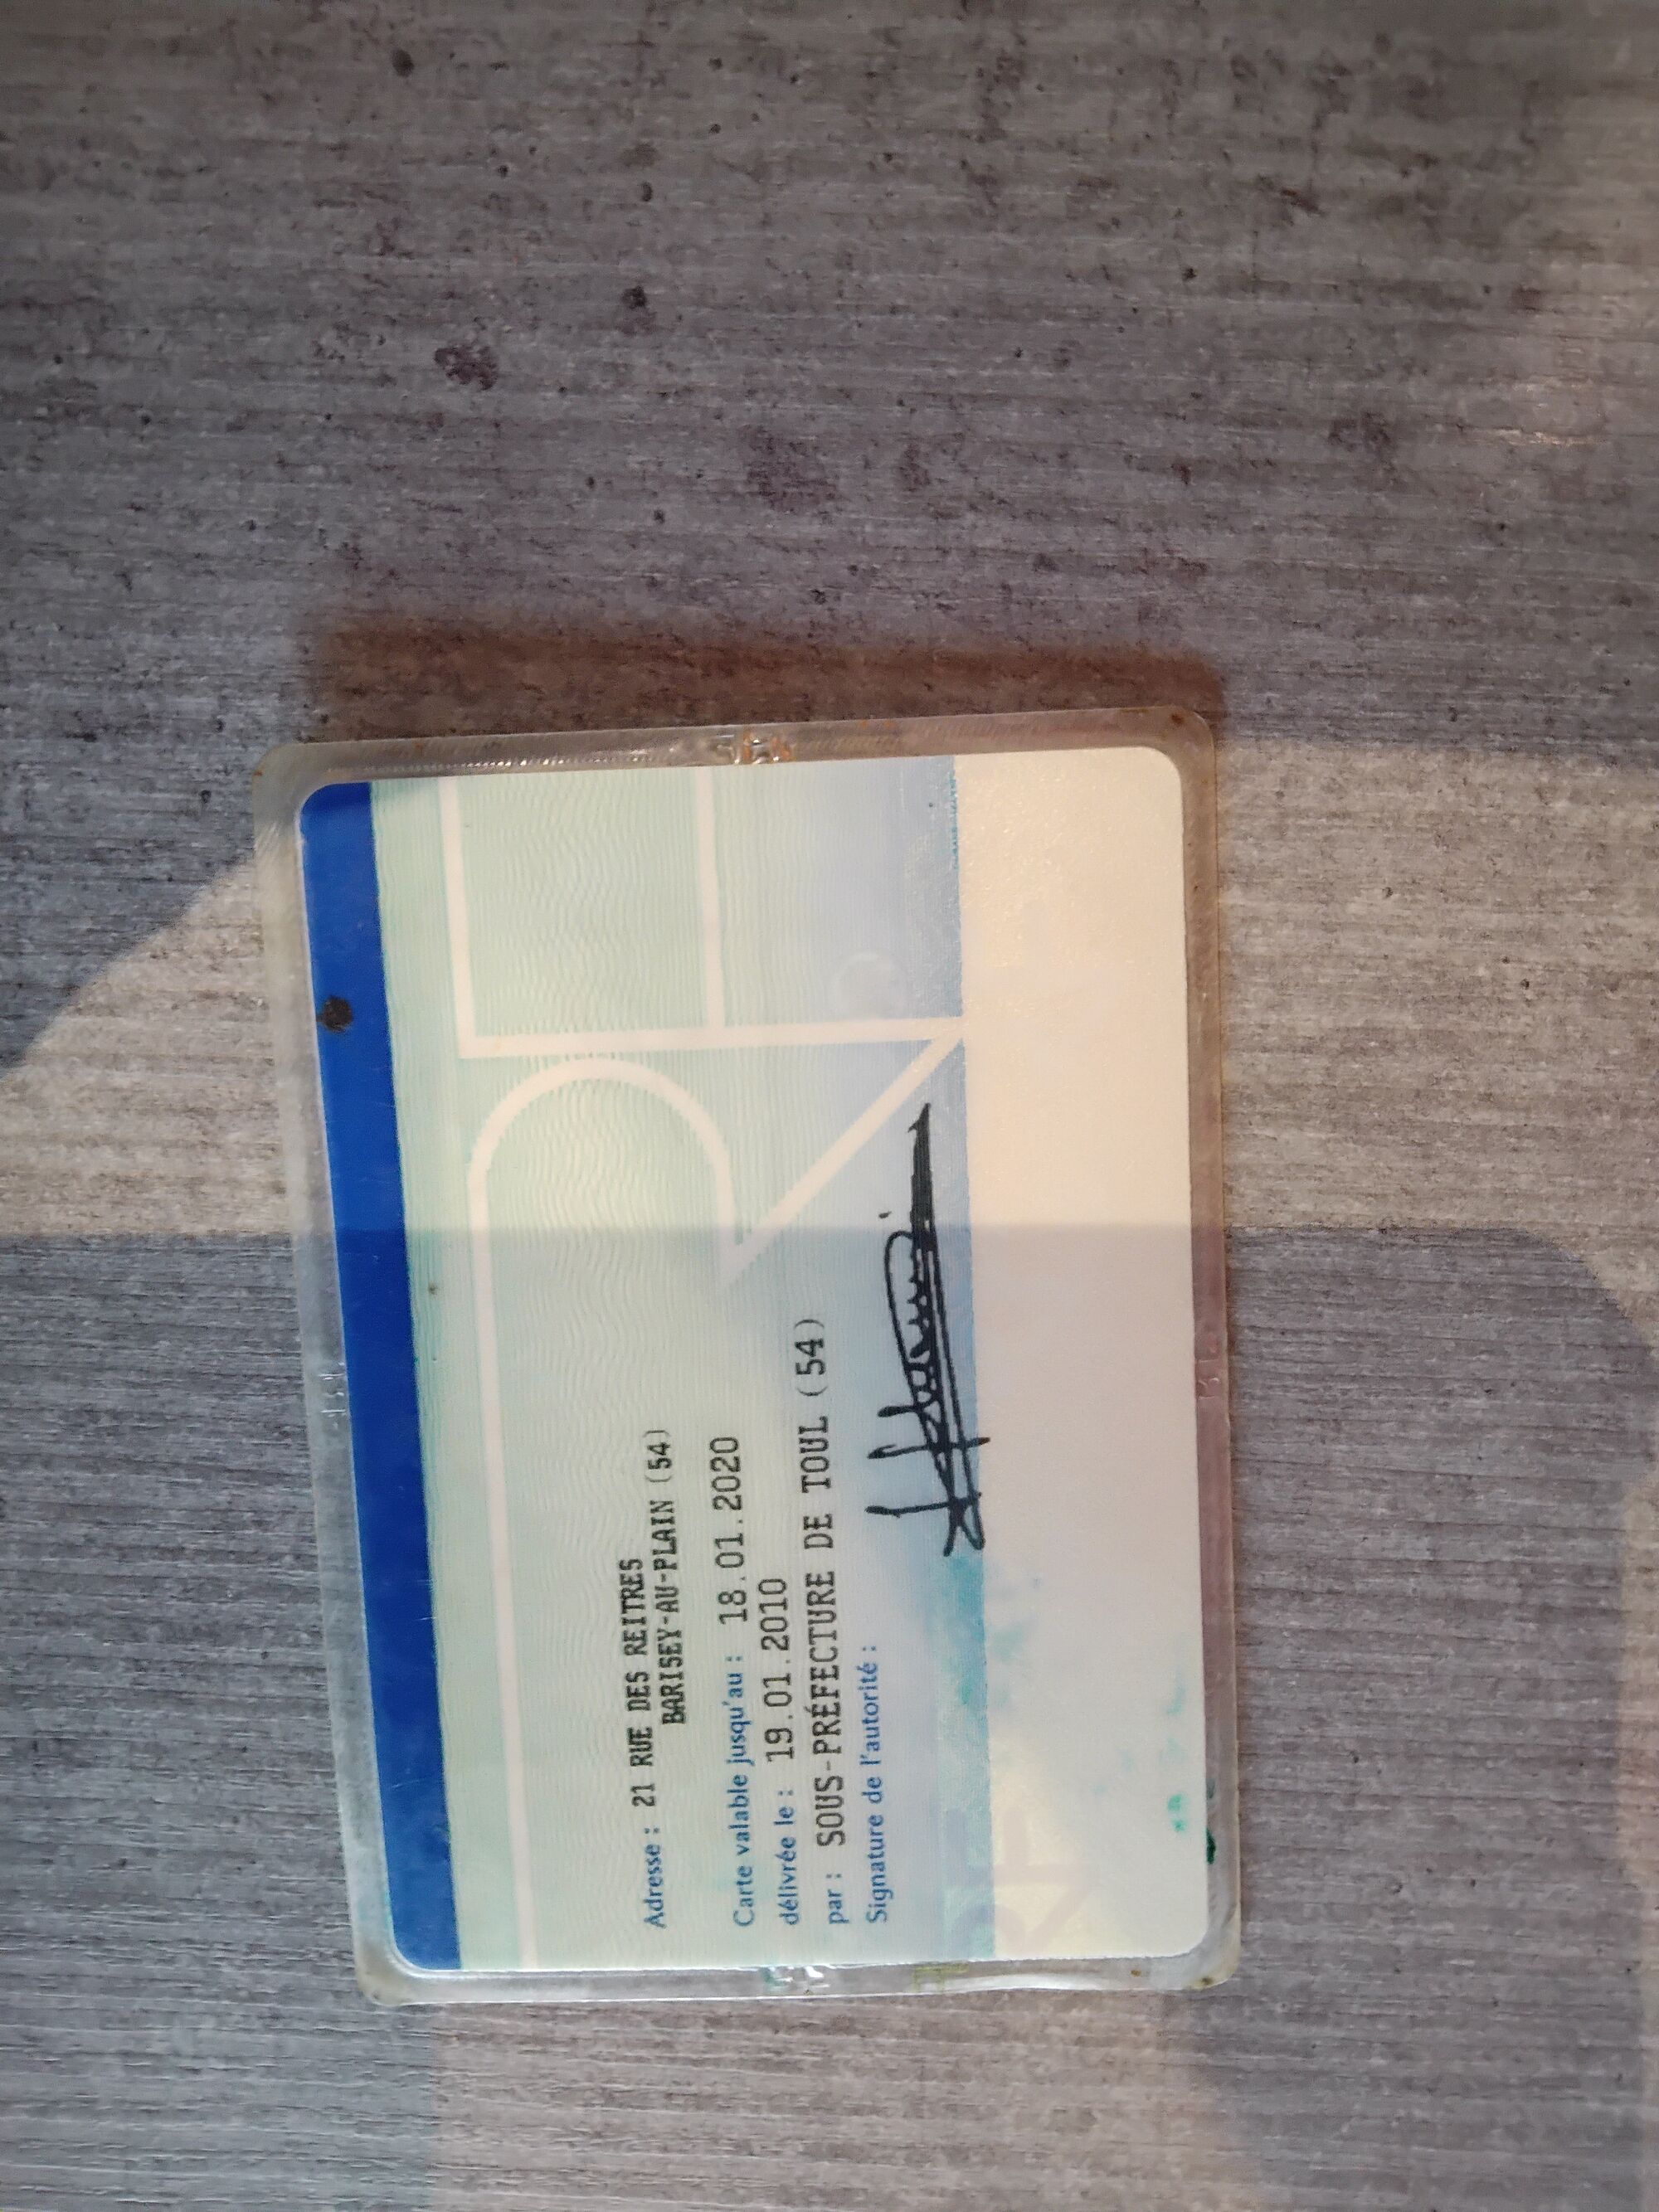 Adresse : 21 RUE DES REITRES
BARISEY-AU-PLAIN (54)
Carte valable jusqu'au : 18.01.2020
délivrée le : 19.01.2010
par : SOUS-PRÉFECTURE DE TOUL (54)
Signature de l'autorité :
RF